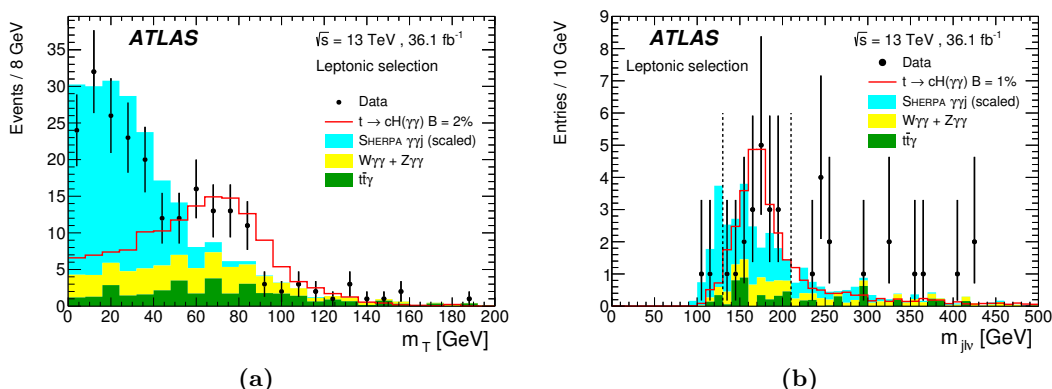 Events / 8 GeV
35
30
25
20
15
10
5
0
ATLAS
√s = 13 TeV , 36.1 fb⁻¹
Leptonic selection
Data
t → cH(γγ) B = 2%
SHERPA γγj (scaled)
Wγγ + Zγγ
tt̄γ
0 20 40 60 80 100 120 140 160 180 200
m_T [GeV]
(a)
Entries / 10 GeV
9
8
7
6
5
4
3
2
1
0
ATLAS
√s = 13 TeV , 36.1 fb⁻¹
Leptonic selection
Data
t → cH(γγ) B = 1%
SHERPA γγj (scaled)
Wγγ + Zγγ
tt̄γ
0 50 100 150 200 250 300 350 400 450 500
m_jlν [GeV]
(b)